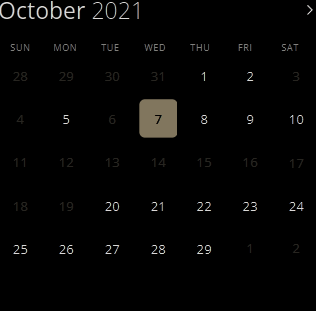 October 2021 >
SUN MON TUE WED THU FRI SAT
28 29 30 31 1 2 3
4 5 6 7 8 9 10
11 12 13 14 15 16 17
18 19 20 21 22 23 24
25 26 27 28 29 1 2